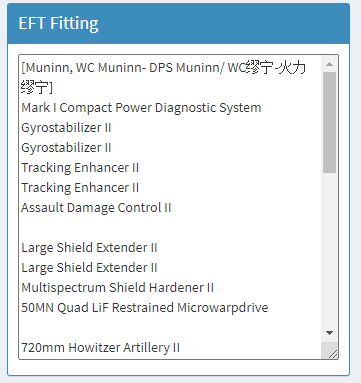 EFT Fitting
[Muninn, WC Muninn- DPS Muninn/ WC缪宁-火力
缪宁]
Mark I Compact Power Diagnostic System
Gyrostabilizer II
Gyrostabilizer II
Tracking Enhancer II
Tracking Enhancer II
Assault Damage Control II
Large Shield Extender II
Large Shield Extender II
Multispectrum Shield Hardener II
50MN Quad LiF Restrained Microwarpdrive
720mm Howitzer Artillery II